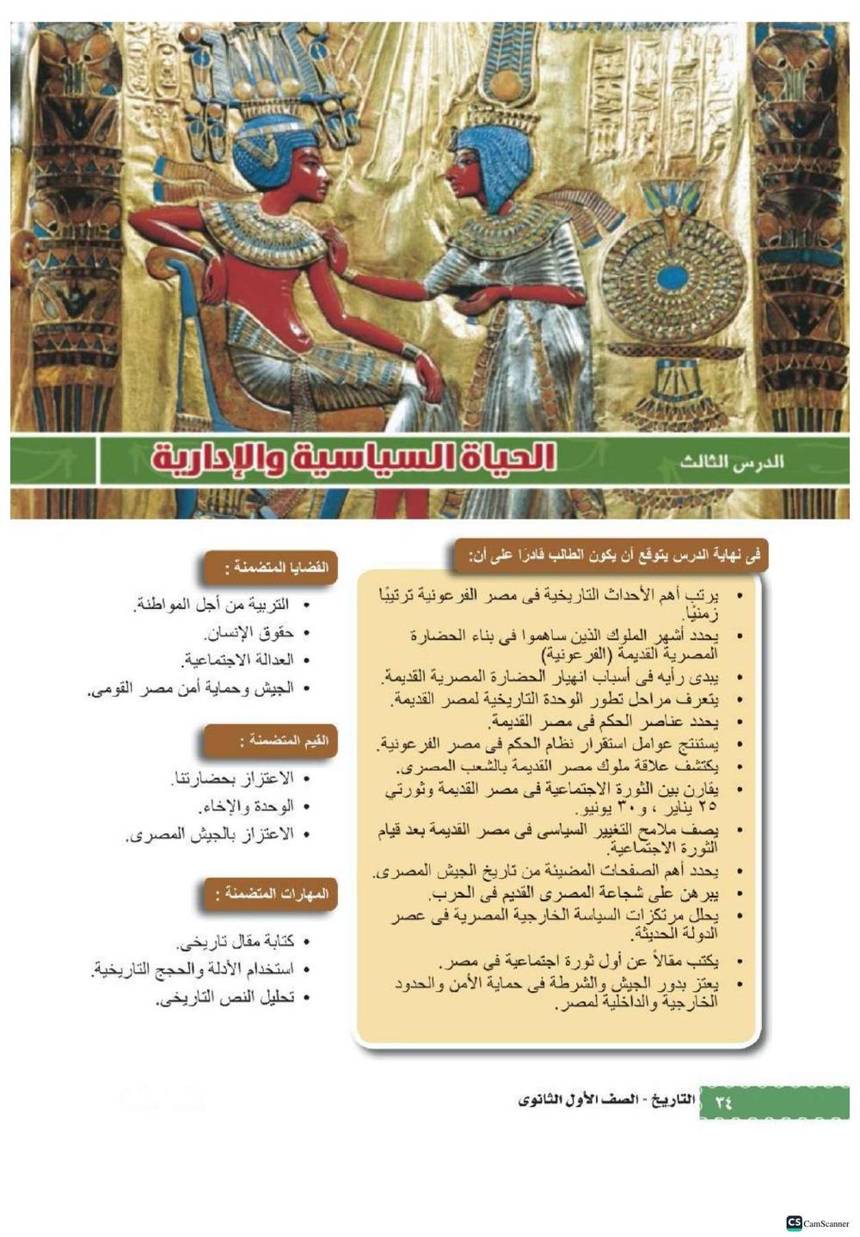 الدرس الثالث
الحياة السياسية والإدارية
فى نهاية الدرس يتوقع أن يكون الطالب قادرًا على أن:
• يرتب أهم الأحداث التاريخية فى مصر الفرعونية ترتيبًا
زمنيًا.
• يحدد أشهر الملوك الذين ساهموا فى بناء الحضارة
المصرية القديمة (الفرعونية)
• يبدى رأيه فى أسباب انهيار الحضارة المصرية القديمة.
• يتعرف مراحل تطور الوحدة التاريخية لمصر القديمة.
• يحدد عناصر الحكم فى مصر القديمة.
• يستنتج عوامل استقرار نظام الحكم فى مصر الفرعونية.
• يكتشف علاقة ملوك مصر القديمة بالشعب المصرى.
• يقارن بين الثورة الاجتماعية فى مصر القديمة وثورتي
٢٥ يناير ، و٣٠ يونيو.
• يصف ملامح التغيير السياسى فى مصر القديمة بعد قيام
الثورة الاجتماعية.
• يحدد أهم الصفحات المضيئة من تاريخ الجيش المصرى.
• يبرهن على شجاعة المصرى القديم فى الحرب.
• يحلل مرتكزات السياسة الخارجية المصرية فى عصر
الدولة الحديثة.
• يكتب مقالاً عن أول ثورة اجتماعية فى مصر.
• يعتز بدور الجيش والشرطة فى حماية الأمن والحدود
الخارجية والداخلية لمصر.
القضايا المتضمنة :
• التربية من أجل المواطنة.
• حقوق الإنسان.
• العدالة الاجتماعية.
• الجيش وحماية أمن مصر القومى.
القيم المتضمنة :
• الاعتزاز بحضارتنا.
• الوحدة والإخاء.
• الاعتزاز بالجيش المصرى.
المهارات المتضمنة :
• كتابة مقال تاريخى.
• استخدام الأدلة والحجج التاريخية.
• تحليل النص التاريخى.
٣٤
التاريخ - الصف الأول الثانوى
CS CamScanner